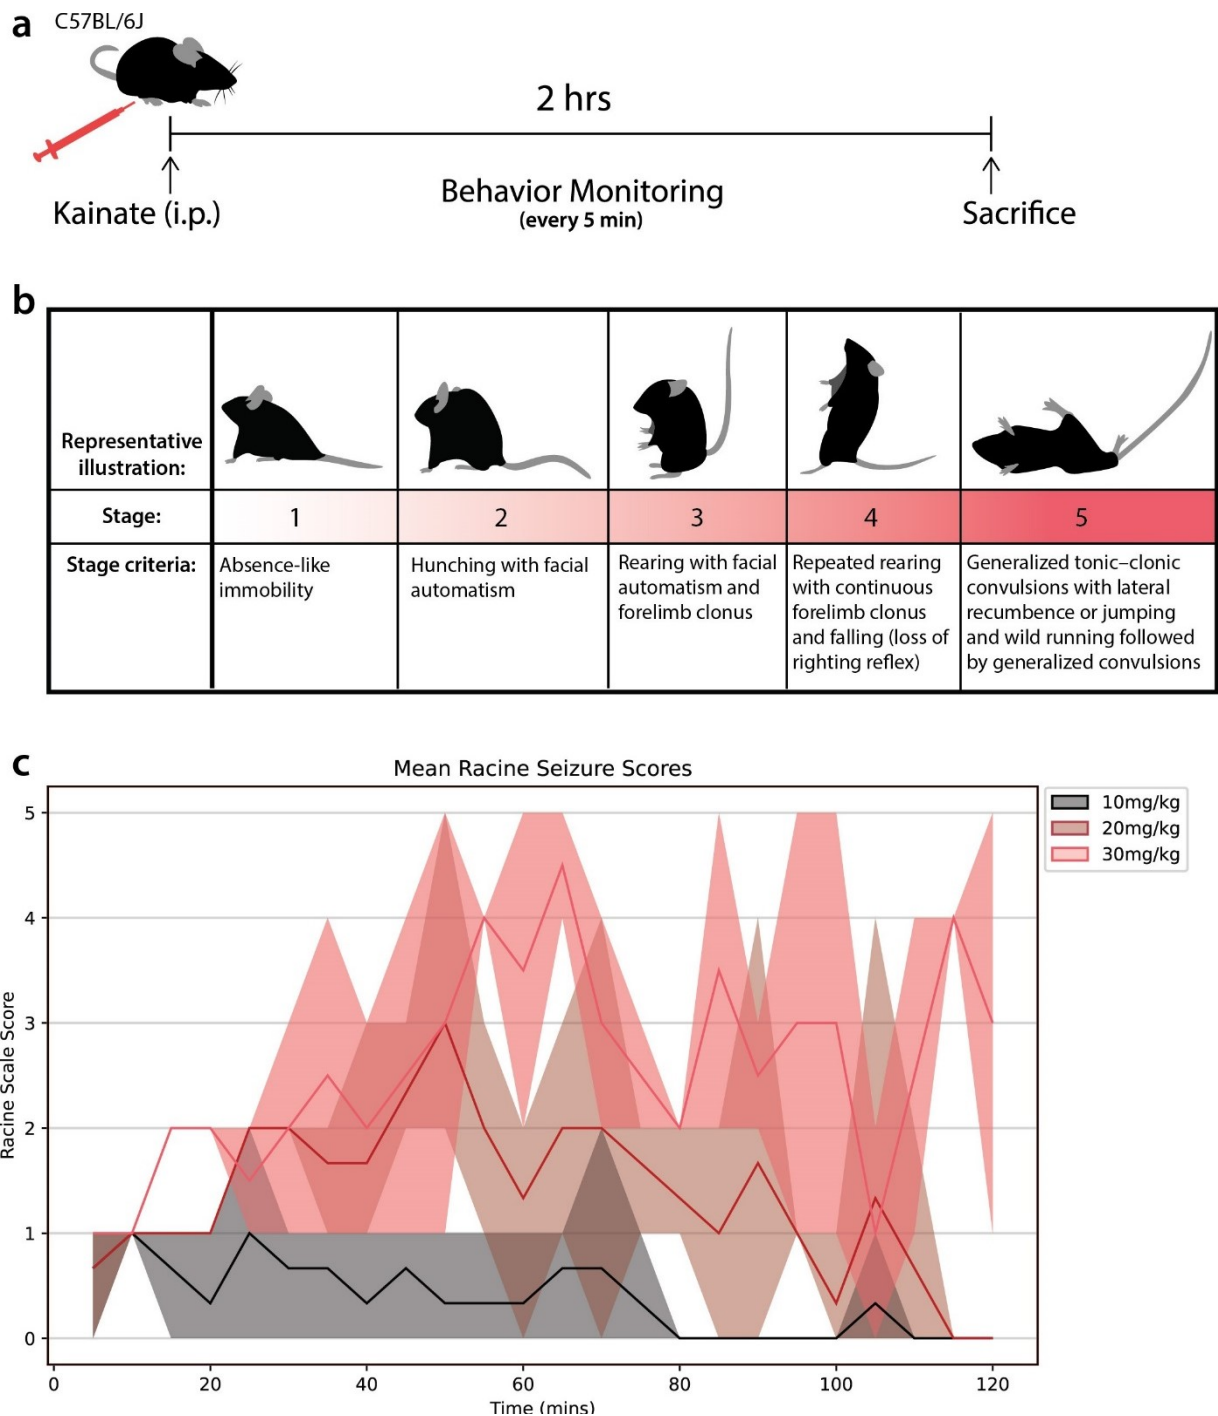 a
C57BL/6J
2 hrs
Behavior Monitoring
(every 5 min)
Kainate (i.p.)
Sacrifice
b
Representative
illustration:
Stage:
1
2
3
4
5
Stage criteria:
Absence-like
immobility
Hunching with facial
automatism
Rearing with facial
automatism and
forelimb clonus
Repeated rearing
with continuous
forelimb clonus
and falling (loss of
righting reflex)
Generalized tonic–clonic
convulsions with lateral
recumbence or jumping
and wild running followed
by generalized convulsions
c
Mean Racine Seizure Scores
10mg/kg
20mg/kg
30mg/kg
Racine Scale Score
5
4
3
2
1
0
0 20 40 60 80 100 120
Time (mins)